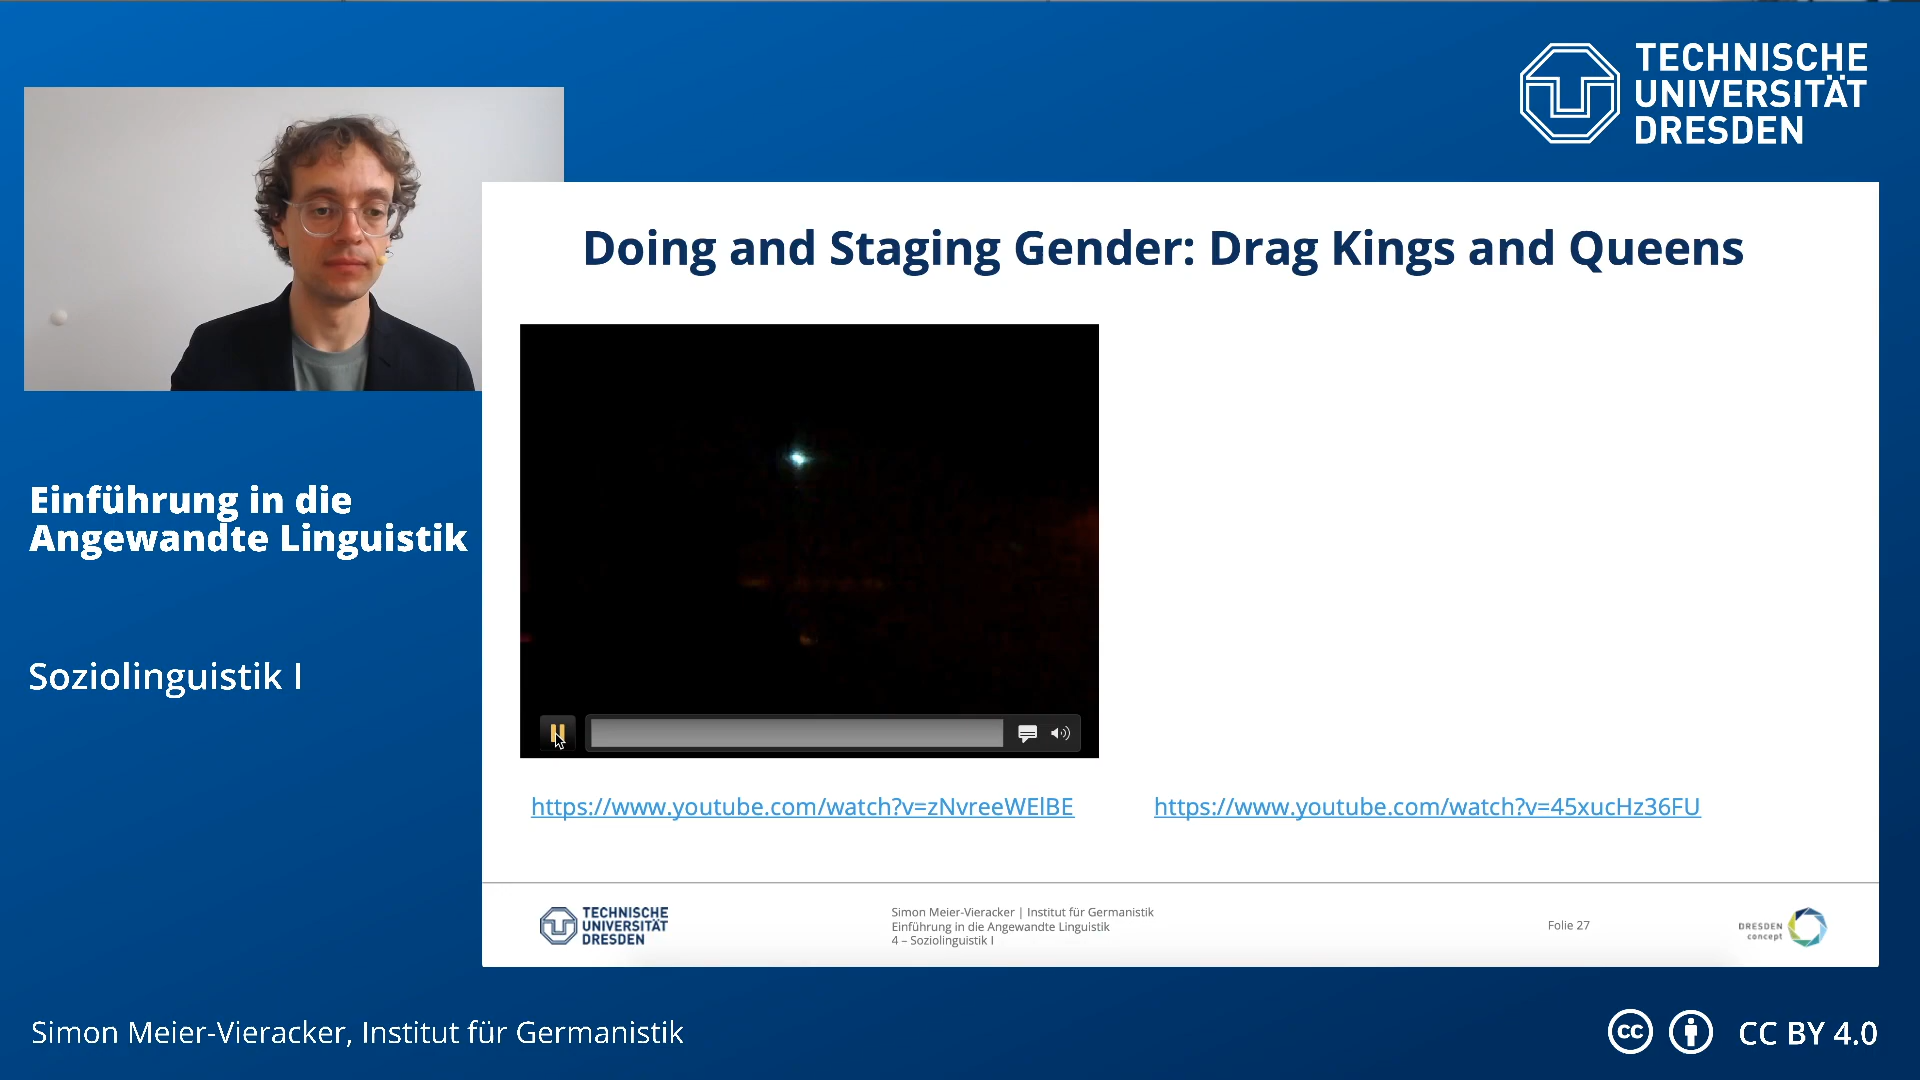 TECHNISCHE
UNIVERSITÄT
DRESDEN
Doing and Staging Gender: Drag Kings and Queens
Einführung in die
Angewandte Linguistik
Soziolinguistik I
https://www.youtube.com/watch?v=zNvreeWElBE
https://www.youtube.com/watch?v=45xucHz36FU
TECHNISCHE
UNIVERSITÄT
DRESDEN
Simon Meier-Vieracker | Institut für Germanistik
Einführung in die Angewandte Linguistik
4 – Soziolinguistik I
Folie 27
DRESDEN
concept
Simon Meier-Vieracker, Institut für Germanistik
cc
CC BY 4.0